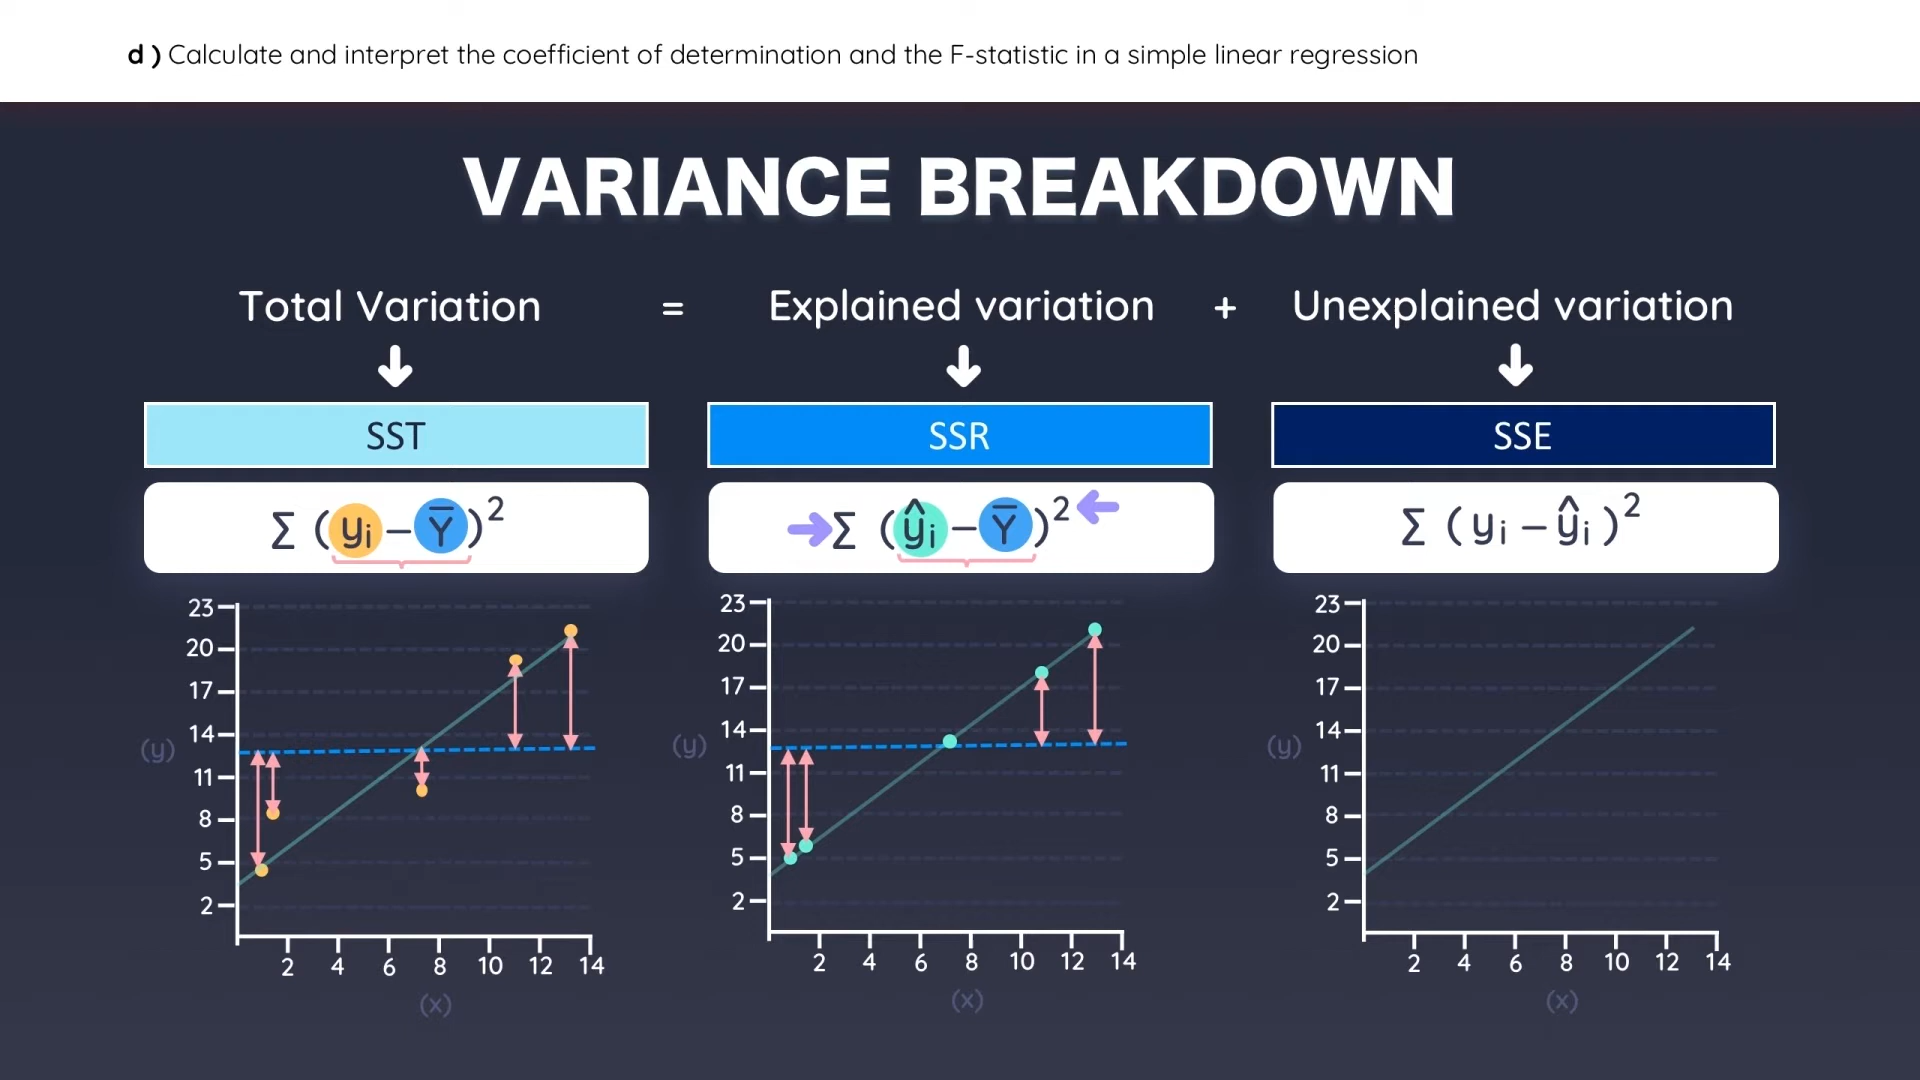 d ) Calculate and interpret the coefficient of determination and the F-statistic in a simple linear regression
VARIANCE BREAKDOWN
Total Variation = Explained variation + Unexplained variation
SST
SSR
SSE
Σ (yᵢ – Y̅)²
Σ (ŷᵢ – Y̅)²
Σ (yᵢ – ŷᵢ)²
23
20
17
14
11
8
5
2
(y)
2 4 6 8 10 12 14
(x)
23
20
17
14
11
8
5
2
(y)
2 4 6 8 10 12 14
(x)
23
20
17
14
11
8
5
2
(y)
2 4 6 8 10 12 14
(x)